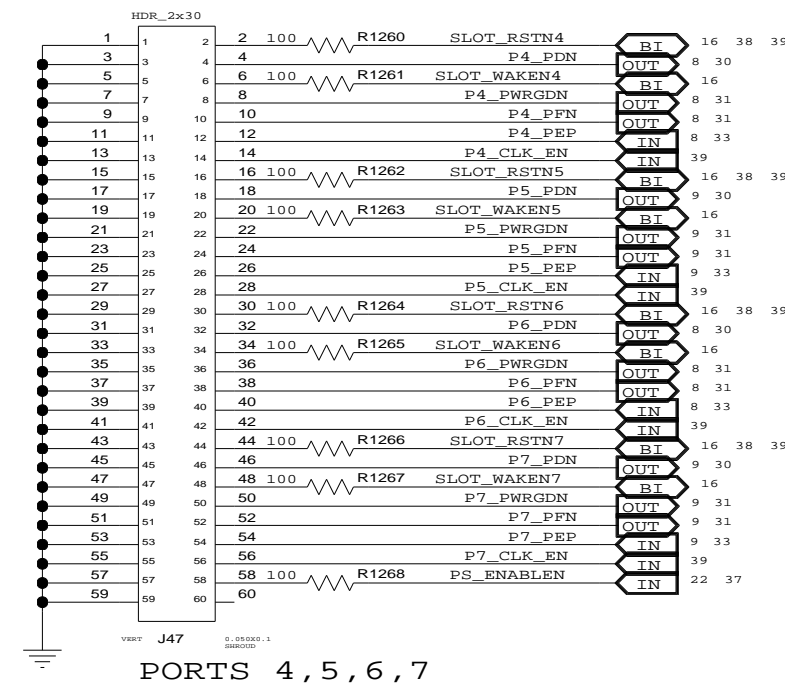 HDR_2x30
1 1 2 2 100 R1260 SLOT_RSTN4 BI 16 38 39
3 3 4 4 P4_PDN OUT 8 30
5 5 6 6 100 R1261 SLOT_WAKEN4 BI 16
7 7 8 8 P4_PWRGDN OUT 8 31
9 9 10 10 P4_PFN OUT 8 31
11 11 12 12 P4_PEP IN 8 33
13 13 14 14 P4_CLK_EN IN 39
15 15 16 16 100 R1262 SLOT_RSTN5 BI 16 38 39
17 17 18 18 P5_PDN OUT 9 30
19 19 20 20 100 R1263 SLOT_WAKEN5 BI 16
21 21 22 22 P5_PWRGDN OUT 9 31
23 23 24 24 P5_PFN OUT 9 31
25 25 26 26 P5_PEP IN 9 33
27 27 28 28 P5_CLK_EN IN 39
29 29 30 30 100 R1264 SLOT_RSTN6 BI 16 38 39
31 31 32 32 P6_PDN OUT 8 30
33 33 34 34 100 R1265 SLOT_WAKEN6 BI 16
35 35 36 36 P6_PWRGDN OUT 8 31
37 37 38 38 P6_PFN OUT 8 31
39 39 40 40 P6_PEP IN 8 33
41 41 42 42 P6_CLK_EN IN 39
43 43 44 44 100 R1266 SLOT_RSTN7 BI 16 38 39
45 45 46 46 P7_PDN OUT 9 30
47 47 48 48 100 R1267 SLOT_WAKEN7 BI 16
49 49 50 50 P7_PWRGDN OUT 9 31
51 51 52 52 P7_PFN OUT 9 31
53 53 54 54 P7_PEP IN 9 33
55 55 56 56 P7_CLK_EN IN 39
57 57 58 58 100 R1268 PS_ENABLEN IN 22 37
59 59 60 60
VERT J47 0.050X0.1
SHROUD
PORTS 4,5,6,7